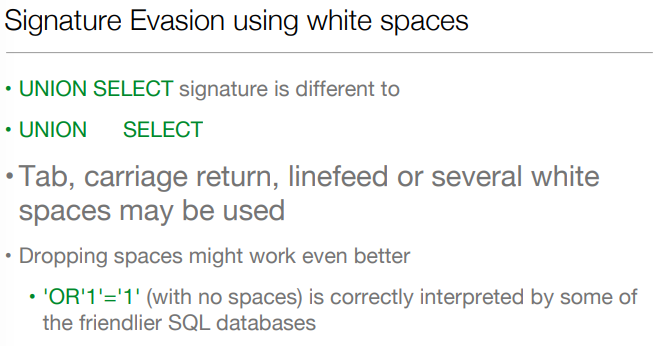 Signature Evasion using white spaces
• UNION SELECT signature is different to
• UNION SELECT
• Tab, carriage return, linefeed or several white
spaces may be used
• Dropping spaces might work even better
• 'OR'1'='1' (with no spaces) is correctly interpreted by some of
the friendlier SQL databases